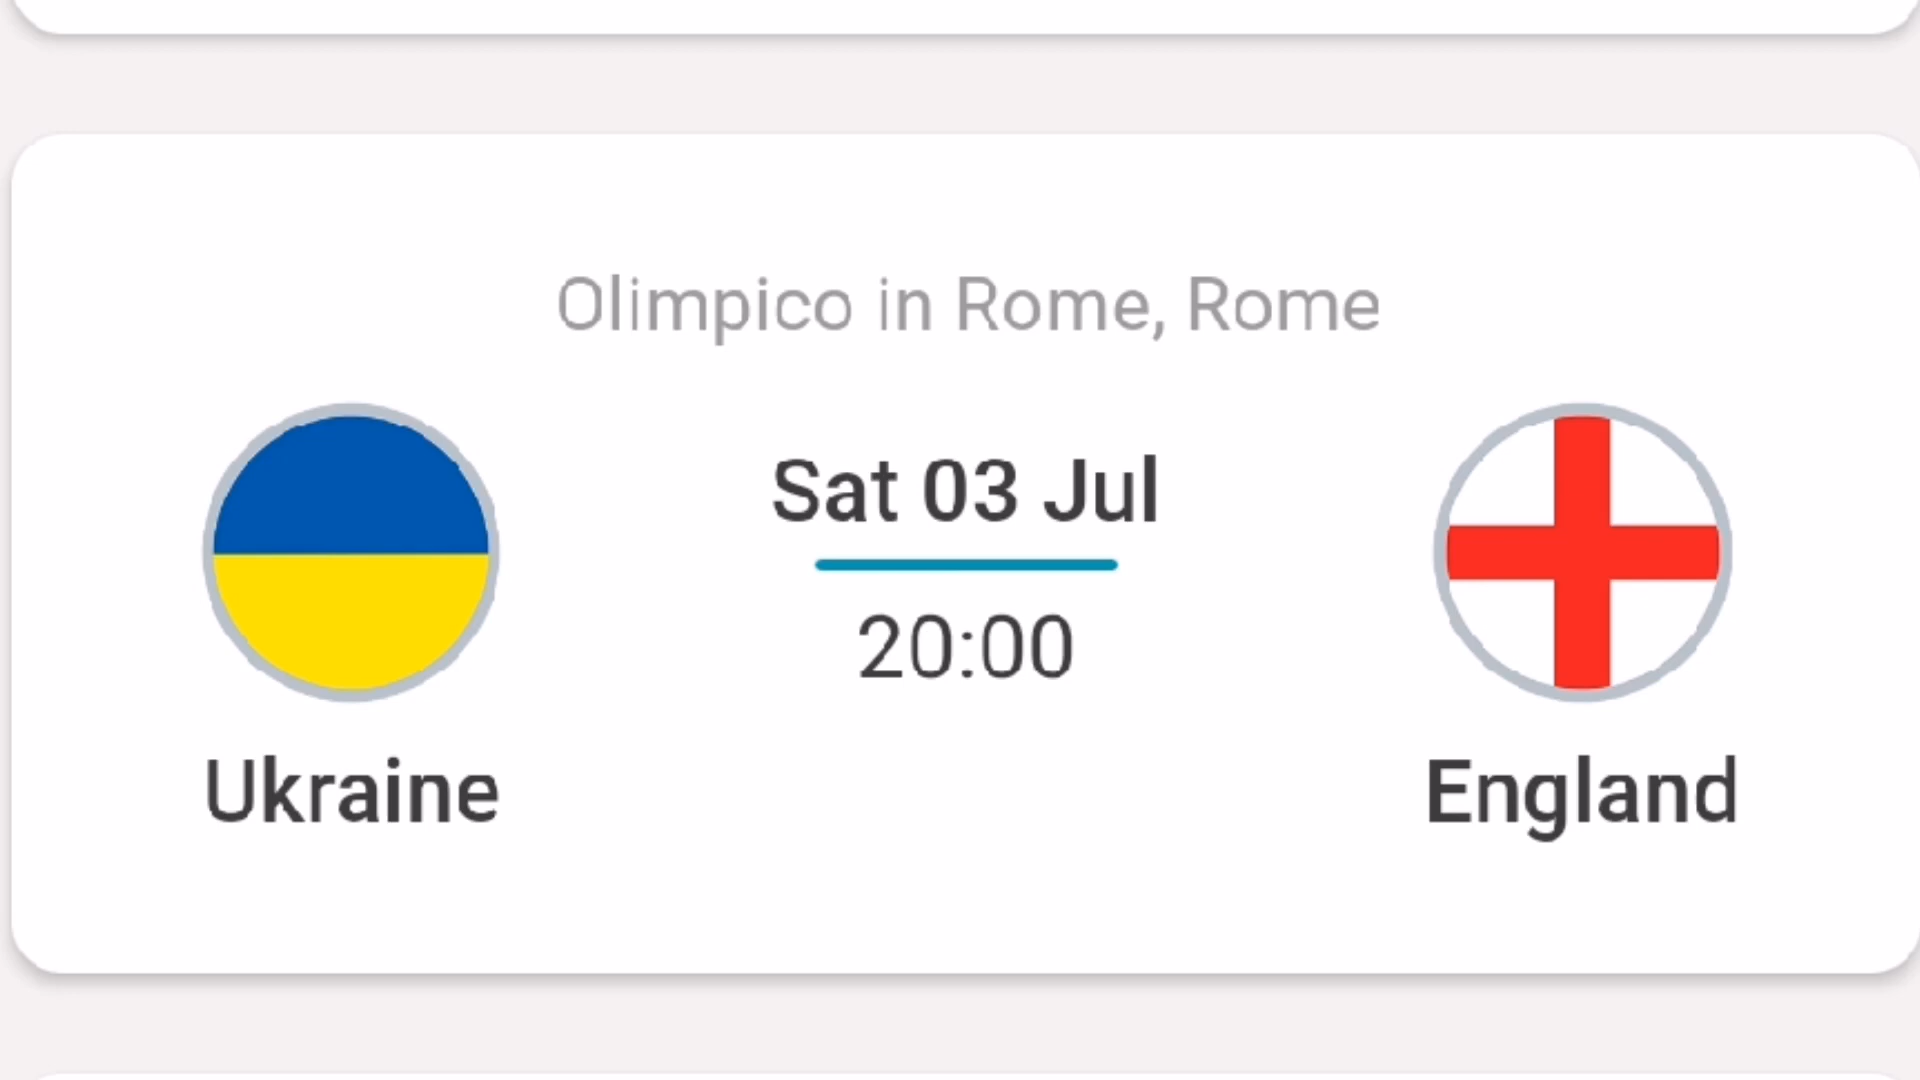 Olimpico in Rome, Rome
Sat 03 Jul
20:00
Ukraine
England